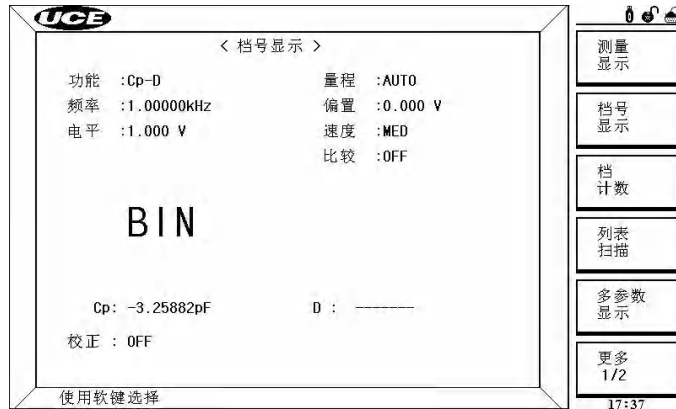 UCE
< 档号显示 >
功能 :Cp-D 量程 :AUTO
频率 :1.00000kHz 偏置 :0.000 V
电平 :1.000 V 速度 :MED
比较 :OFF
BIN
Cp: -3.25882pF D : -------
校正 : OFF
使用软键选择
测量
显示
档号
显示
档
计数
列表
扫描
多参数
显示
更多
1/2
17:37